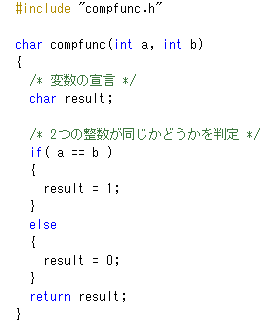 #include "compfunc.h"
char compfunc(int a, int b)
{
/* 変数の宣言 */
char result;
/* 2つの整数が同じかどうかを判定 */
if( a == b )
{
result = 1;
}
else
{
result = 0;
}
return result;
}